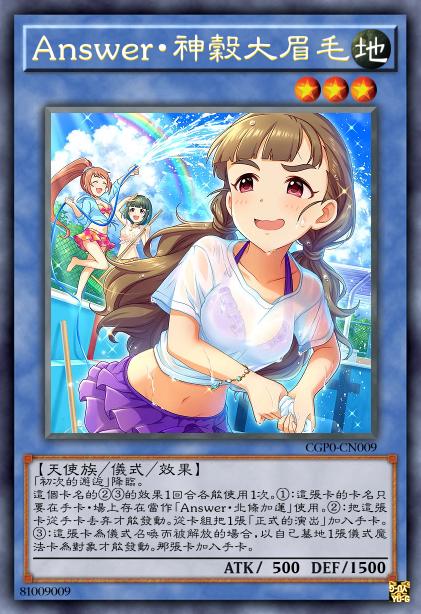 Answer・神穀大眉毛
地
CGP0-CN009
【天使族/儀式/效果】
「初次的邂逅」降臨。
這個卡名的②③的效果1回合各能使用1次。①:這張卡的卡名只
要在手卡・場上存在當作「Answer・北條加蓮」使用。②:把這張
卡從手卡丟弃才能發動。從卡組把1張「正式的演出」加入手卡。
③:這張卡為儀式召喚而被解放的場合,以自己墓地1張儀式魔
法卡為對象才能發動。那張卡加入手卡。
ATK/ 500 DEF/1500
81009009